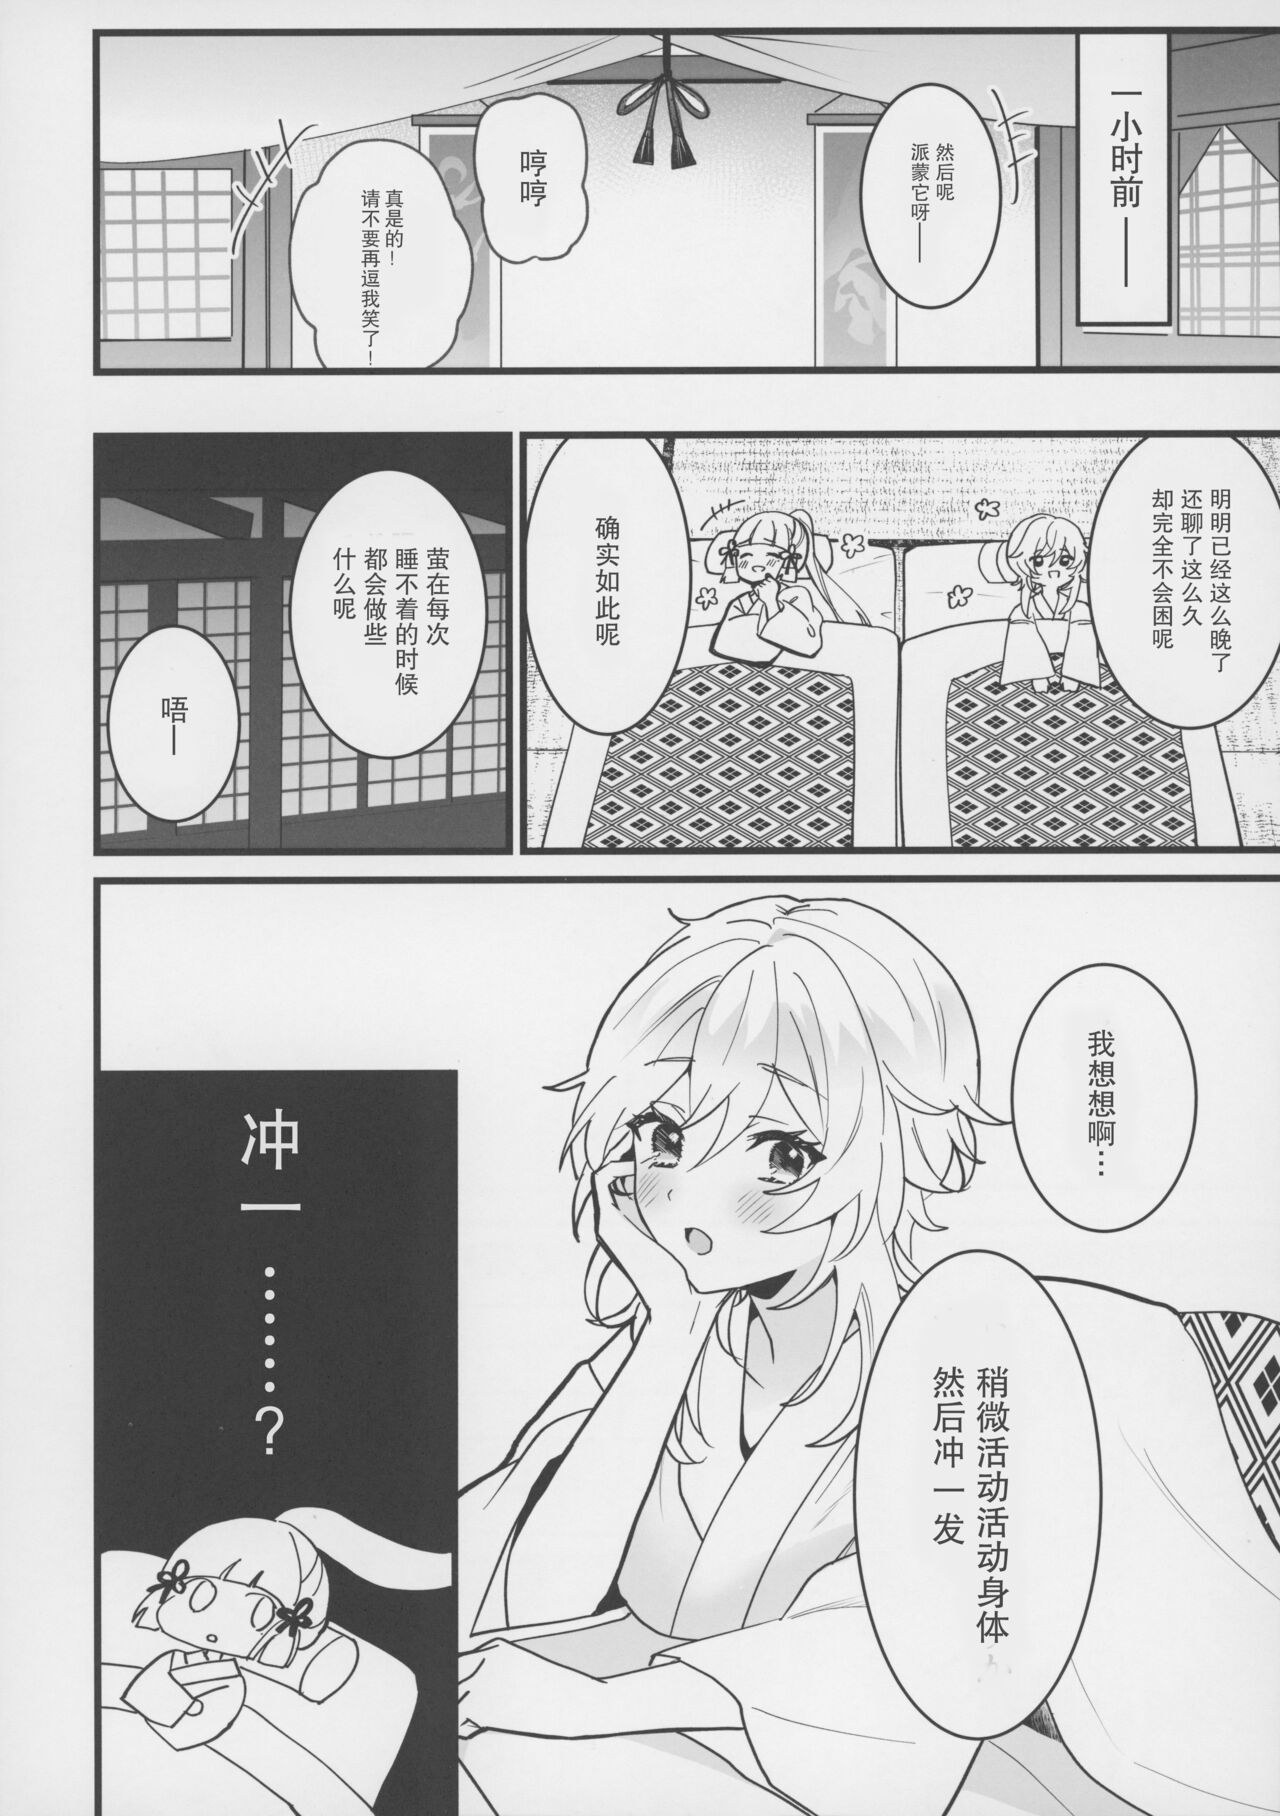 一小时前——
然后呢
派蒙它呀——
哼哼
真是的！
请不要再逗我笑了！
明明已经这么晚了
还聊了这么久
却完全不会困呢
确实如此呢
萤在每次
睡不着的时候
都会做些
什么呢
唔—
我想想啊…
稍微活动活动身体
然后冲一发
冲一……？